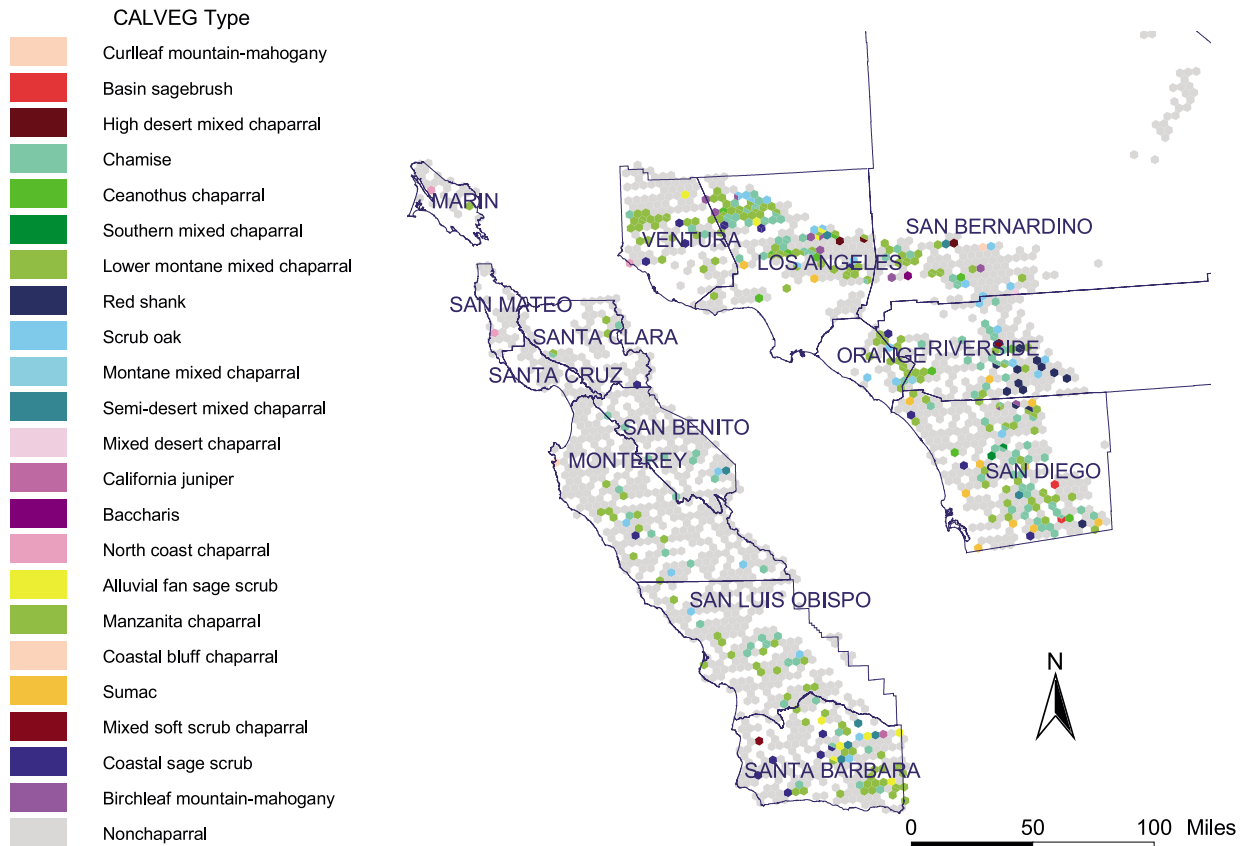 CALVEG Type
Curlleaf mountain-mahogany
Basin sagebrush
High desert mixed chaparral
Chamise
Ceanothus chaparral
Southern mixed chaparral
Lower montane mixed chaparral
Red shank
Scrub oak
Montane mixed chaparral
Semi-desert mixed chaparral
Mixed desert chaparral
California juniper
Baccharis
North coast chaparral
Alluvial fan sage scrub
Manzanita chaparral
Coastal bluff chaparral
Sumac
Mixed soft scrub chaparral
Coastal sage scrub
Birchleaf mountain-mahogany
Nonchaparral
MARIN
SAN MATEO
SANTA CLARA
SANTA CRUZ
SAN BENITO
MONTEREY
SAN LUIS OBISPO
SANTA BARBARA
VENTURA
LOS ANGELES
SAN BERNARDINO
ORANGE
RIVERSIDE
SAN DIEGO
N
0 50 100 Miles